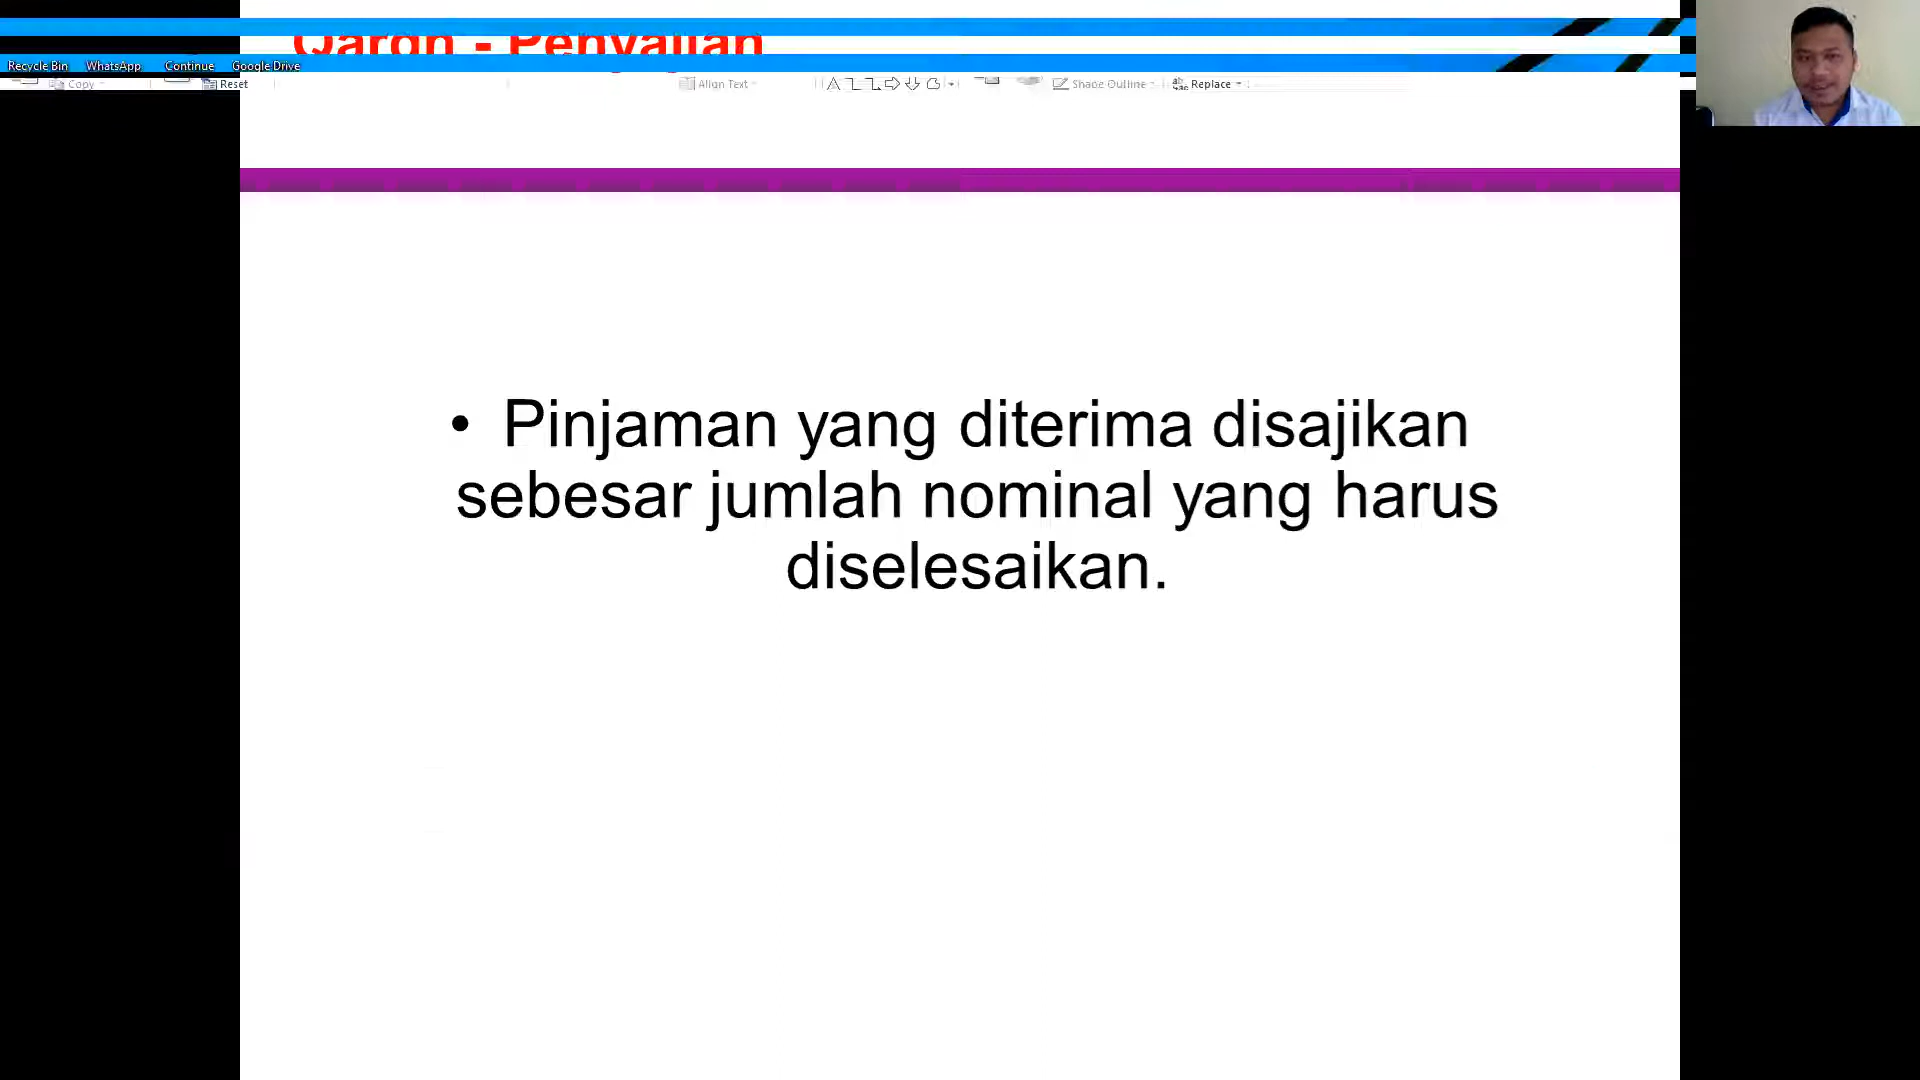 Qardh - Penyajian
Recycle Bin WhatsApp Continue Google Drive
Copy Reset Align Text Shape Outline Replace
• Pinjaman yang diterima disajikan
sebesar jumlah nominal yang harus
diselesaikan.